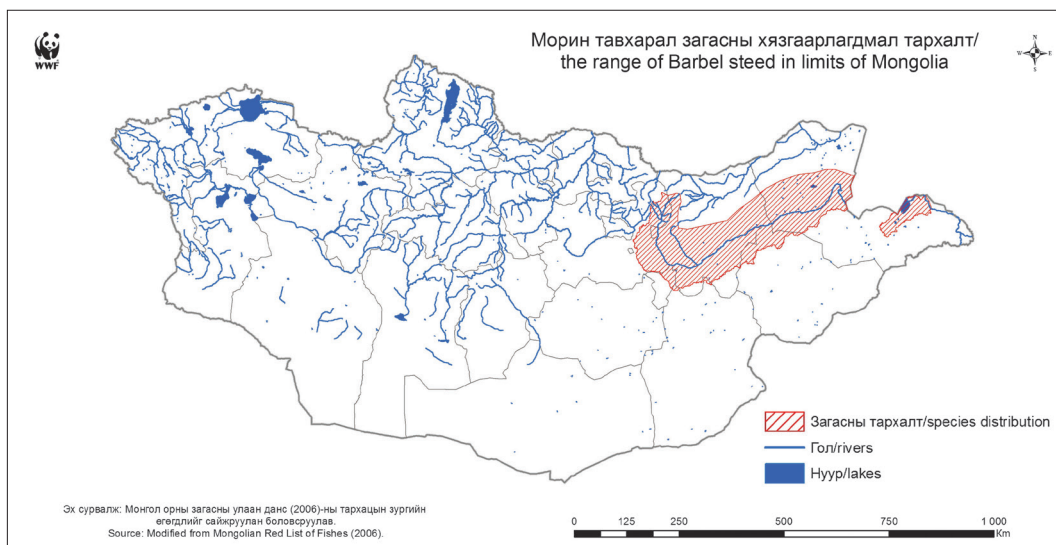 WWF
Морин тавхарал загасны хязгаарлагдмал тархалт/
the range of Barbel steed in limits of Mongolia
N
W E
S
Загасны тархалт/species distribution
Гол/rivers
Нуур/lakes
Эх сурвалж: Монгол орны загасны улаан данс (2006)-ны тархацын зургийн
өгөгдлийг сайжруулан боловсруулав.
Source: Modified from Mongolian Red List of Fishes (2006).
0 125 250 500 750 1 000
Km